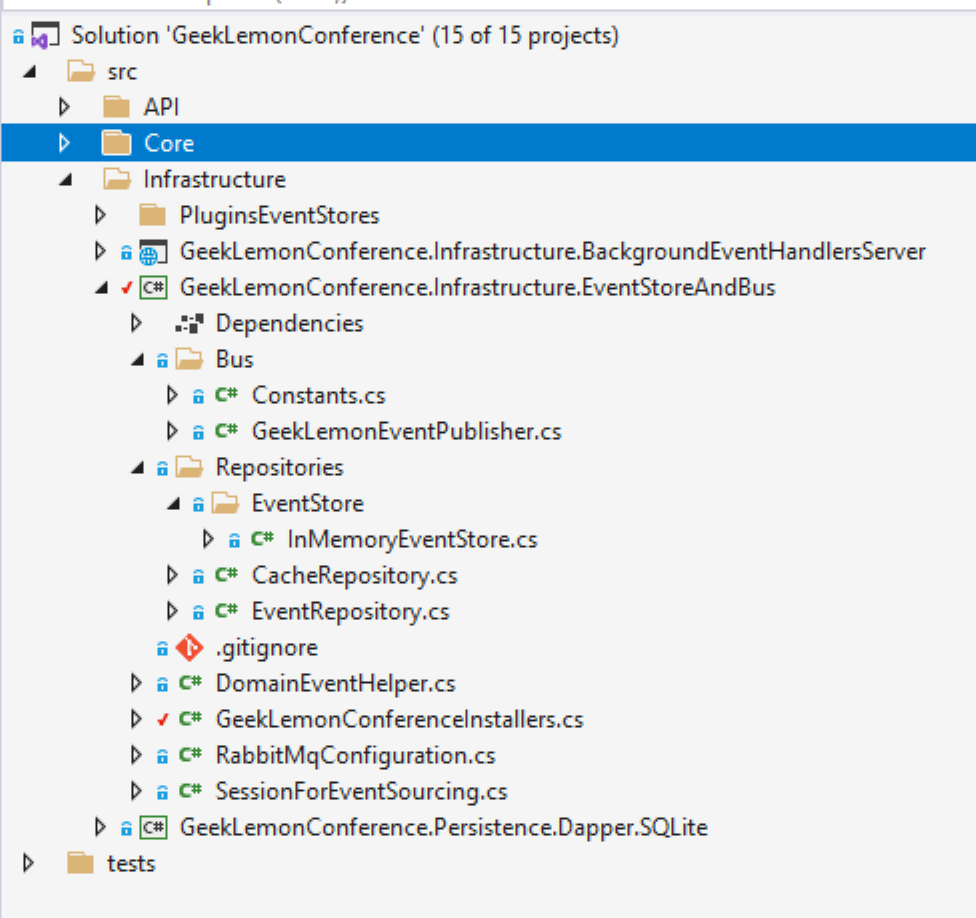 Solution 'GeekLemonConference' (15 of 15 projects)
src
API
Core
Infrastructure
PluginsEventStores
GeekLemonConference.Infrastructure.BackgroundEventHandlersServer
C# GeekLemonConference.Infrastructure.EventStoreAndBus
Dependencies
Bus
C# Constants.cs
C# GeekLemonEventPublisher.cs
Repositories
EventStore
C# InMemoryEventStore.cs
C# CacheRepository.cs
C# EventRepository.cs
.gitignore
C# DomainEventHelper.cs
C# GeekLemonConferenceInstallers.cs
C# RabbitMqConfiguration.cs
C# SessionForEventSourcing.cs
C# GeekLemonConference.Persistence.Dapper.SQLite
tests